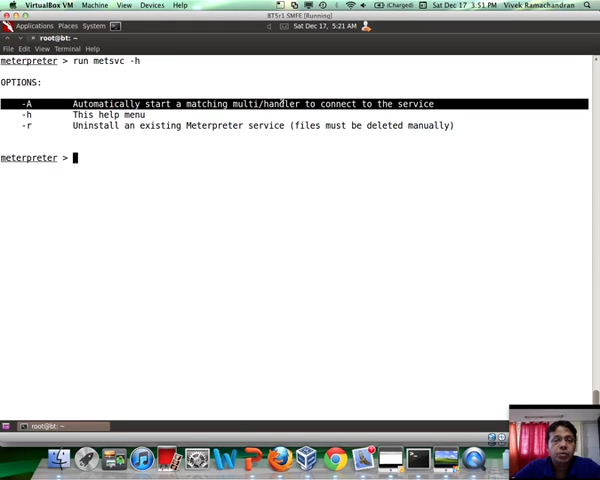 VirtualBox VM Machine View Devices Help (Charged) Sat Dec 17 3:51 PM Vivek Ramachandran
BT5r1 SMFE [Running]
Applications Places System Sat Dec 17, 5:21 AM
root@bt: ~
File Edit View Terminal Help
meterpreter > run metsvc -h
OPTIONS:
-A Automatically start a matching multi/handler to connect to the service
-h This help menu
-r Uninstall an existing Meterpreter service (files must be deleted manually)
meterpreter >
root@bt: ~